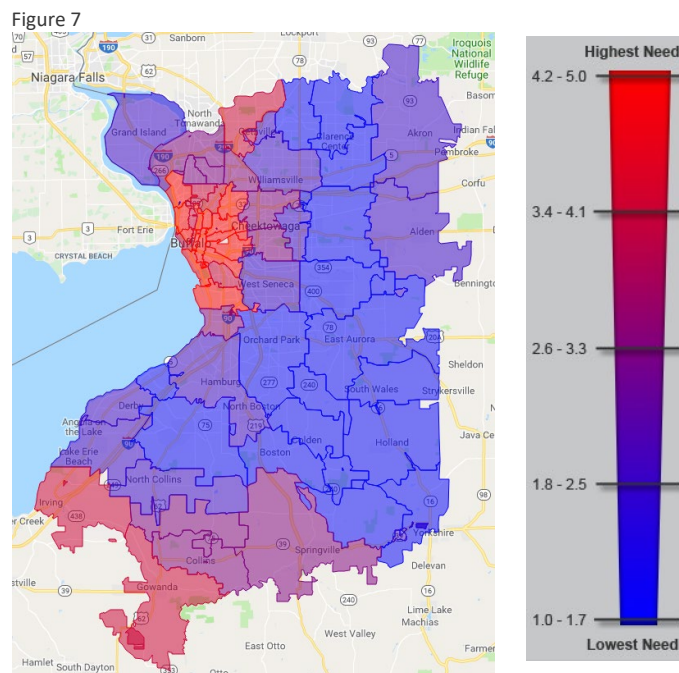 Figure 7
Sanborn
Lockport
Iroquois
National
Wildlife
Refuge
Niagara Falls
North
Tonawanda
Grand Island
Clarence
Center
Akron
Indian Fal
Pembroke
Basom
Corfu
Williamsville
Fort Erie
Buffalo
Cheektowaga
Alden
CRYSTAL BEACH
West Seneca
Bennington
Orchard Park
East Aurora
Sheldon
Hamburg
South Wales
Strykersville
Derby
North Boston
Angola on
the Lake
Java Ce
Lake Erie
Beach
Boston
Holland
North Collins
Irving
er Creek
Springville
Yorkshire
Collins
Delevan
stville
Gowanda
Lime Lake
Machias
West Valley
East Otto
Farmer
Hamlet
South Dayton
Otto
Highest Need
4.2 - 5.0
3.4 - 4.1
2.6 - 3.3
1.8 - 2.5
1.0 - 1.7
Lowest Need